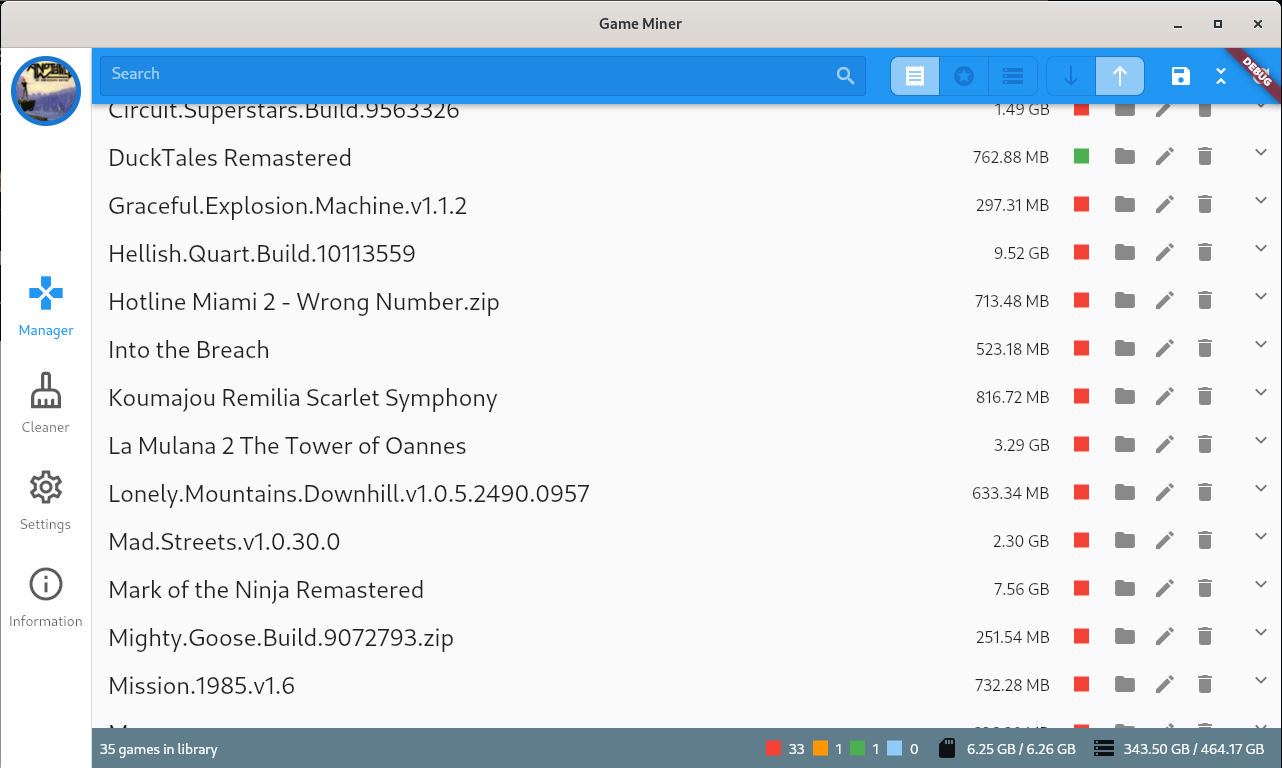 Game Miner
Search
DEBUG
Circuit.Superstars.Build.9563326 1.49 GB
DuckTales Remastered 762.88 MB
Graceful.Explosion.Machine.v1.1.2 297.31 MB
Hellish.Quart.Build.10113559 9.52 GB
Hotline Miami 2 - Wrong Number.zip 713.48 MB
Into the Breach 523.18 MB
Koumajou Remilia Scarlet Symphony 816.72 MB
La Mulana 2 The Tower of Oannes 3.29 GB
Lonely.Mountains.Downhill.v1.0.5.2490.0957 633.34 MB
Mad.Streets.v1.0.30.0 2.30 GB
Mark of the Ninja Remastered 7.56 GB
Mighty.Goose.Build.9072793.zip 251.54 MB
Mission.1985.v1.6 732.28 MB
Manager
Cleaner
Settings
Information
35 games in library 33 1 1 0 6.25 GB / 6.26 GB 343.50 GB / 464.17 GB